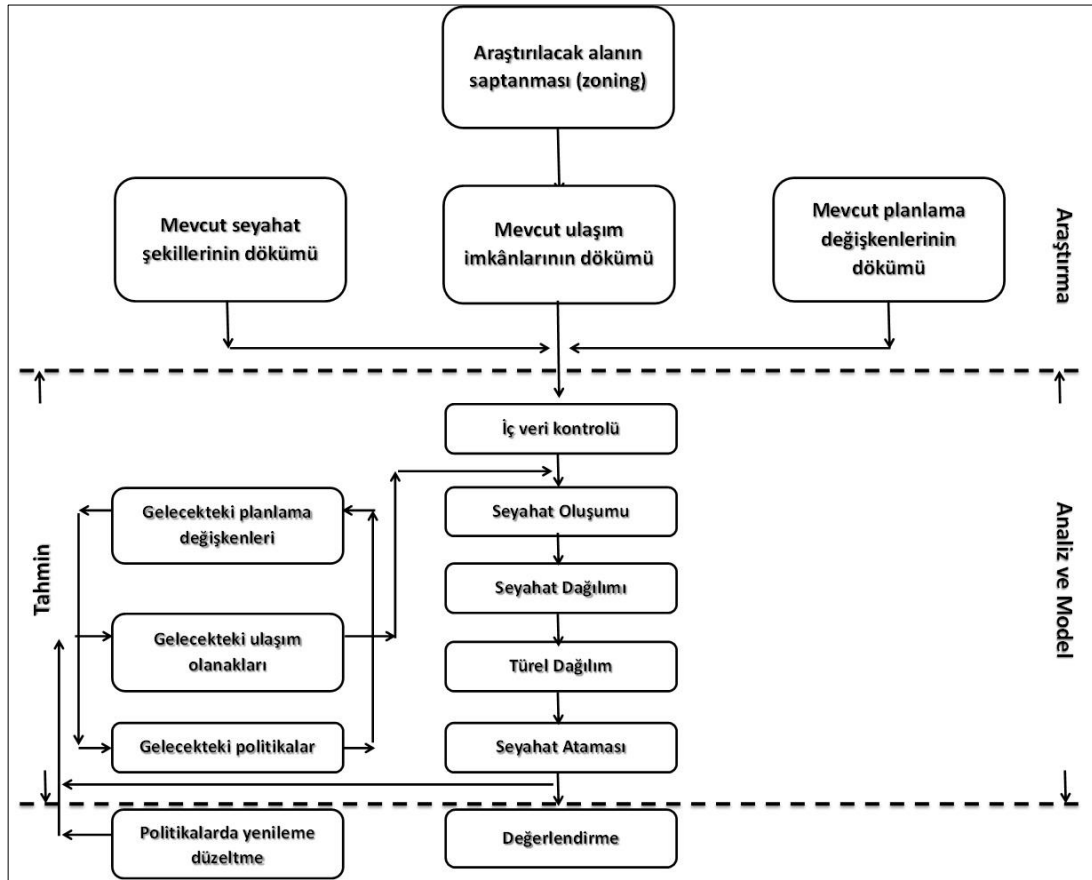 Araştırılacak alanın
saptanması (zoning)
Mevcut seyahat
şekillerinin dökümü
Mevcut ulaşım
imkânlarının dökümü
Mevcut planlama
değişkenlerinin
dökümü
Araştırma
İç veri kontrolü
Gelecekteki planlama
değişkenleri
Seyahat Oluşumu
Seyahat Dağılımı
Tahmin
Gelecekteki ulaşım
olanakları
Türel Dağılım
Analiz ve Model
Gelecekteki politikalar
Seyahat Ataması
Politikalarda yenileme
düzeltme
Değerlendirme